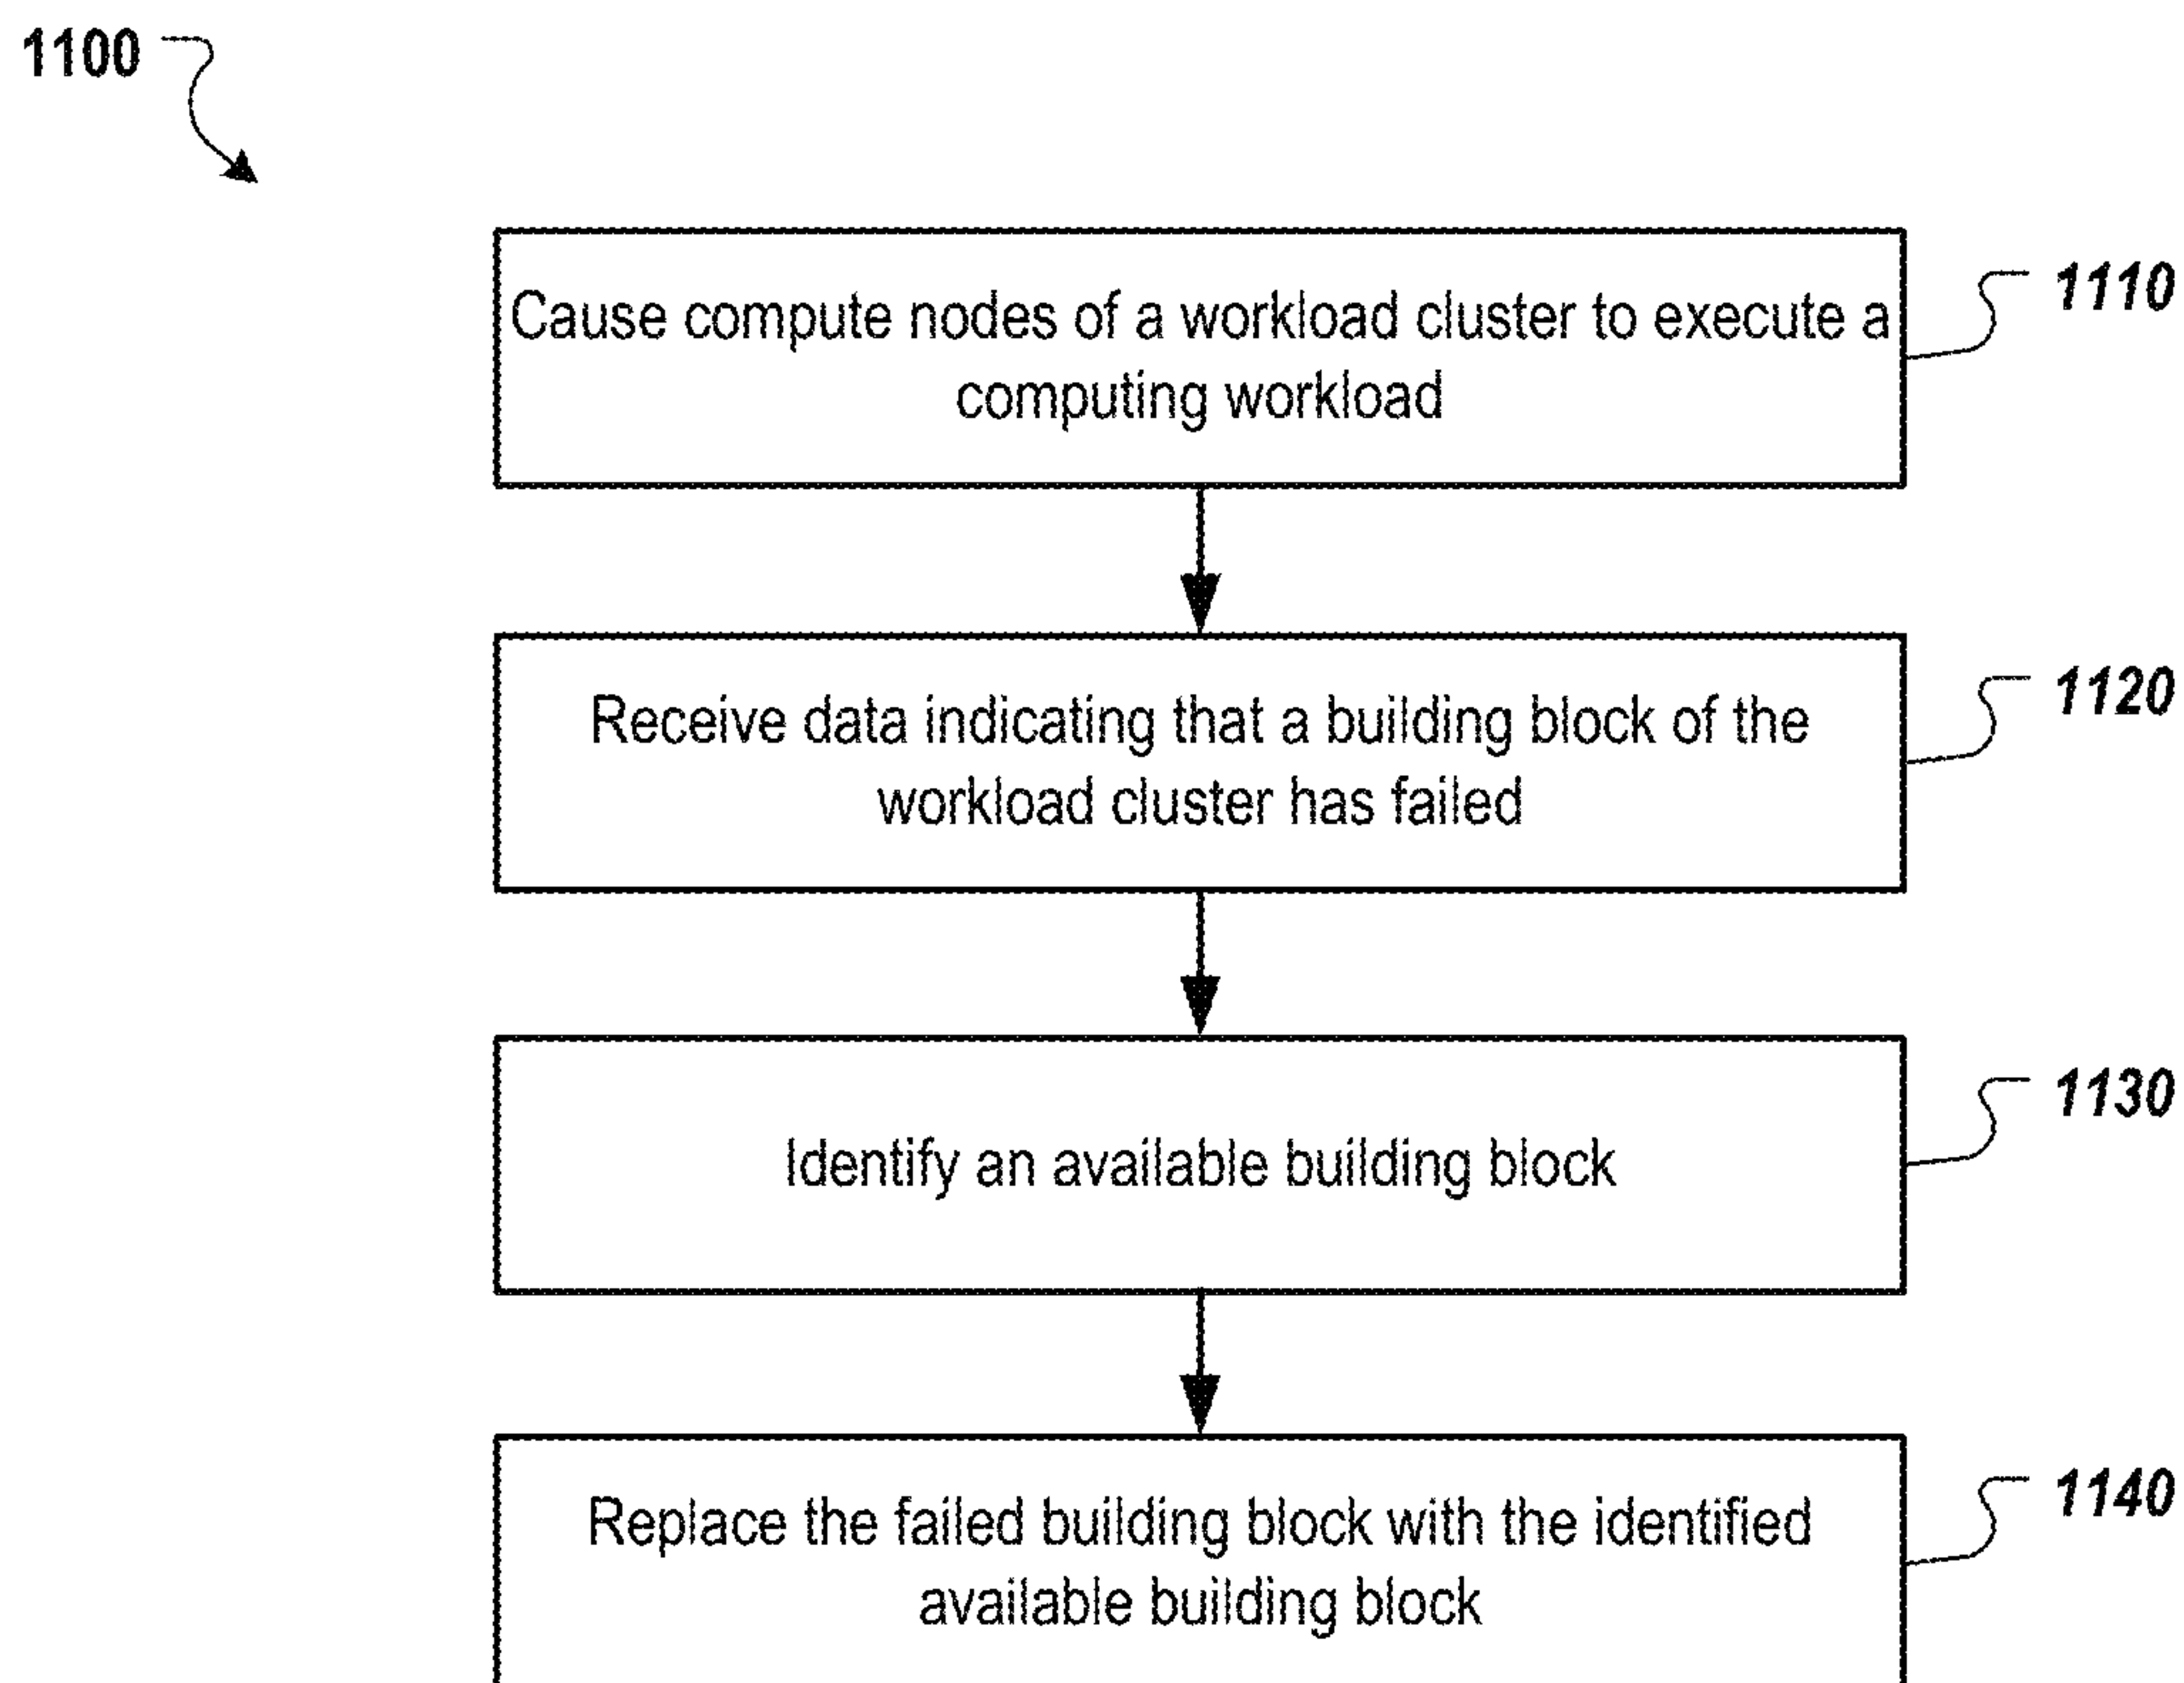 1100
Cause compute nodes of a workload cluster to execute a
computing workload
1110
Receive data indicating that a building block of the
workload cluster has failed
1120
Identify an available building block
1130
Replace the failed building block with the identified
available building block
1140